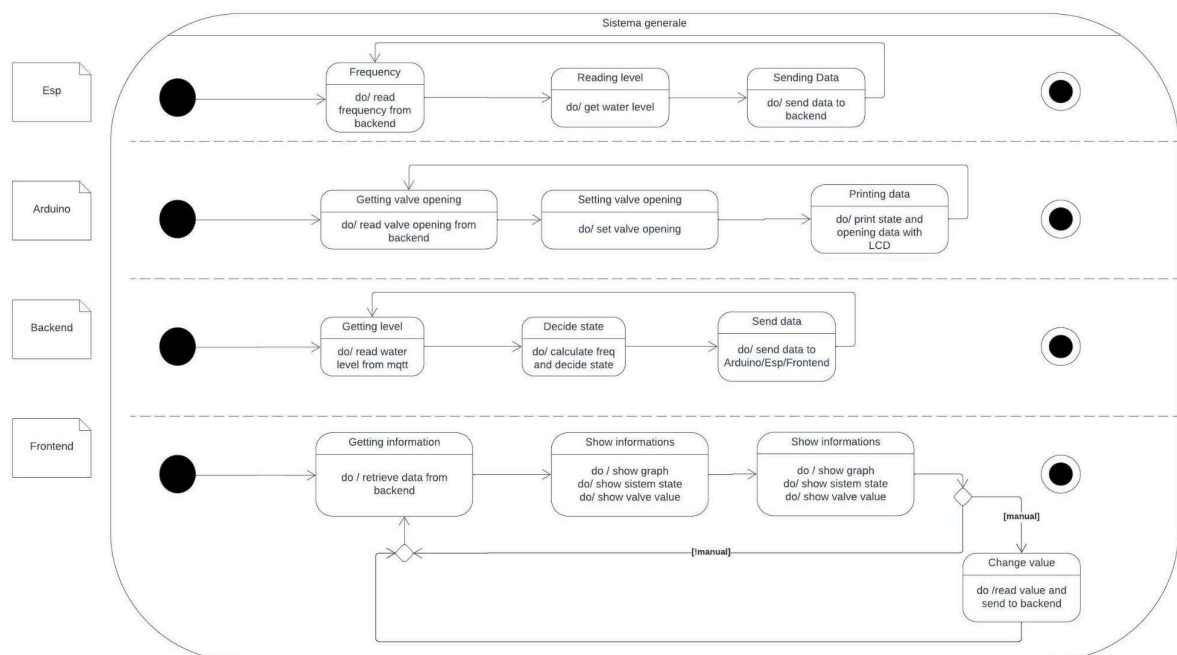 Sistema generale
Esp
Frequency
do/ read
frequency from
backend
Reading level
do/ get water level
Sending Data
do/ send data to
backend
Arduino
Getting valve opening
do/ read valve opening from
backend
Setting valve opening
do/ set valve opening
Printing data
do/ print state and
opening data with
LCD
Backend
Getting level
do/ read water
level from mqtt
Decide state
do/ calculate freq
and decide state
Send data
do/ send data to
Arduino/Esp/Frontend
Frontend
Getting information
do / retrieve data from
backend
Show informations
do / show graph
do/ show sistem state
do/ show valve value
Show informations
do / show graph
do/ show sistem state
do/ show valve value
[manual]
[!manual]
Change value
do /read value and
send to backend